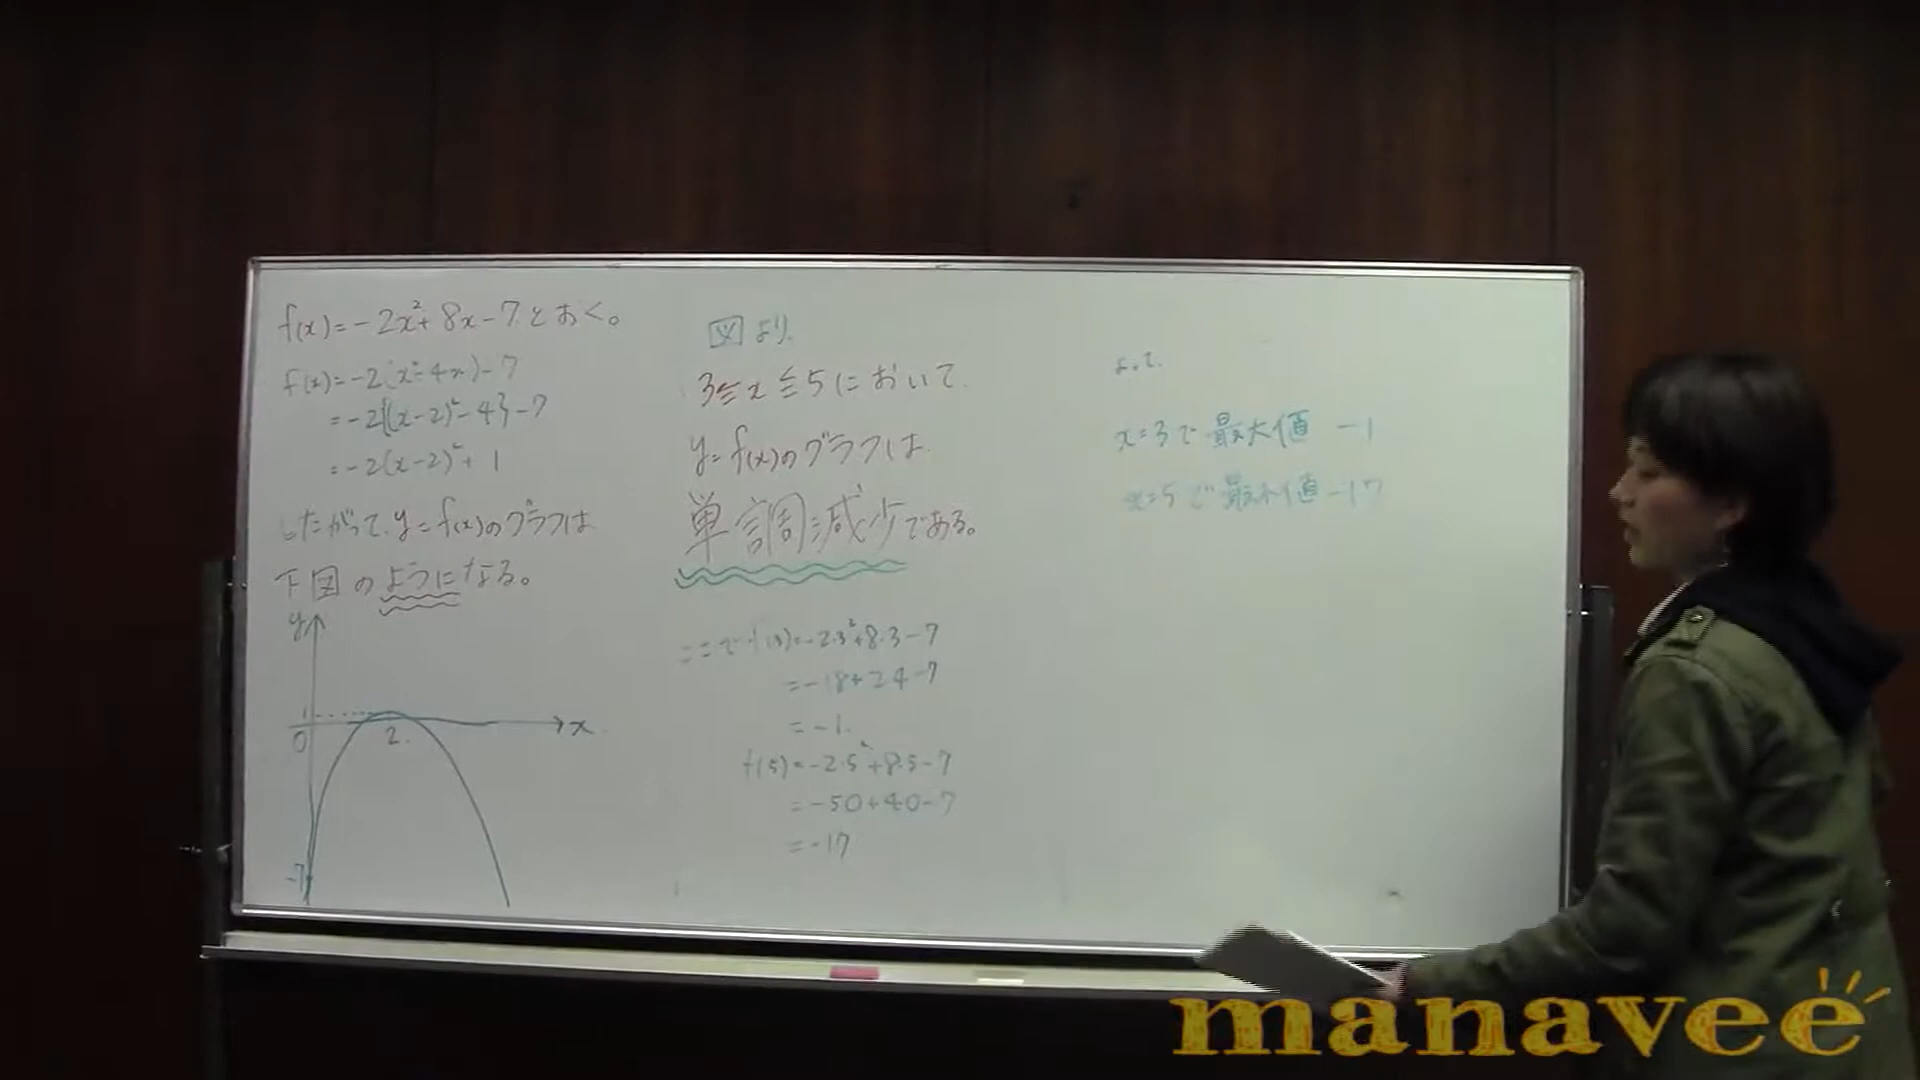 f(x)=-2x²+8x-7とおく。
f(x)=-2(x²-4x)-7
=-2{(x-2)²-4}-7
=-2(x-2)²+1
したがって、y=f(x)のグラフは
下図のようになる。
y
1
0
2
x
-7
図より、
3≦x≦5において、
y=f(x)のグラフは
単調減少である。
ここで f(3)=-2・3²+8・3-7
=-18+24-7
=-1.
f(5)=-2・5²+8・5-7
=-50+40-7
=-17
よって、
x=3で最大値 -1
x=5で最小値 -17
manavee